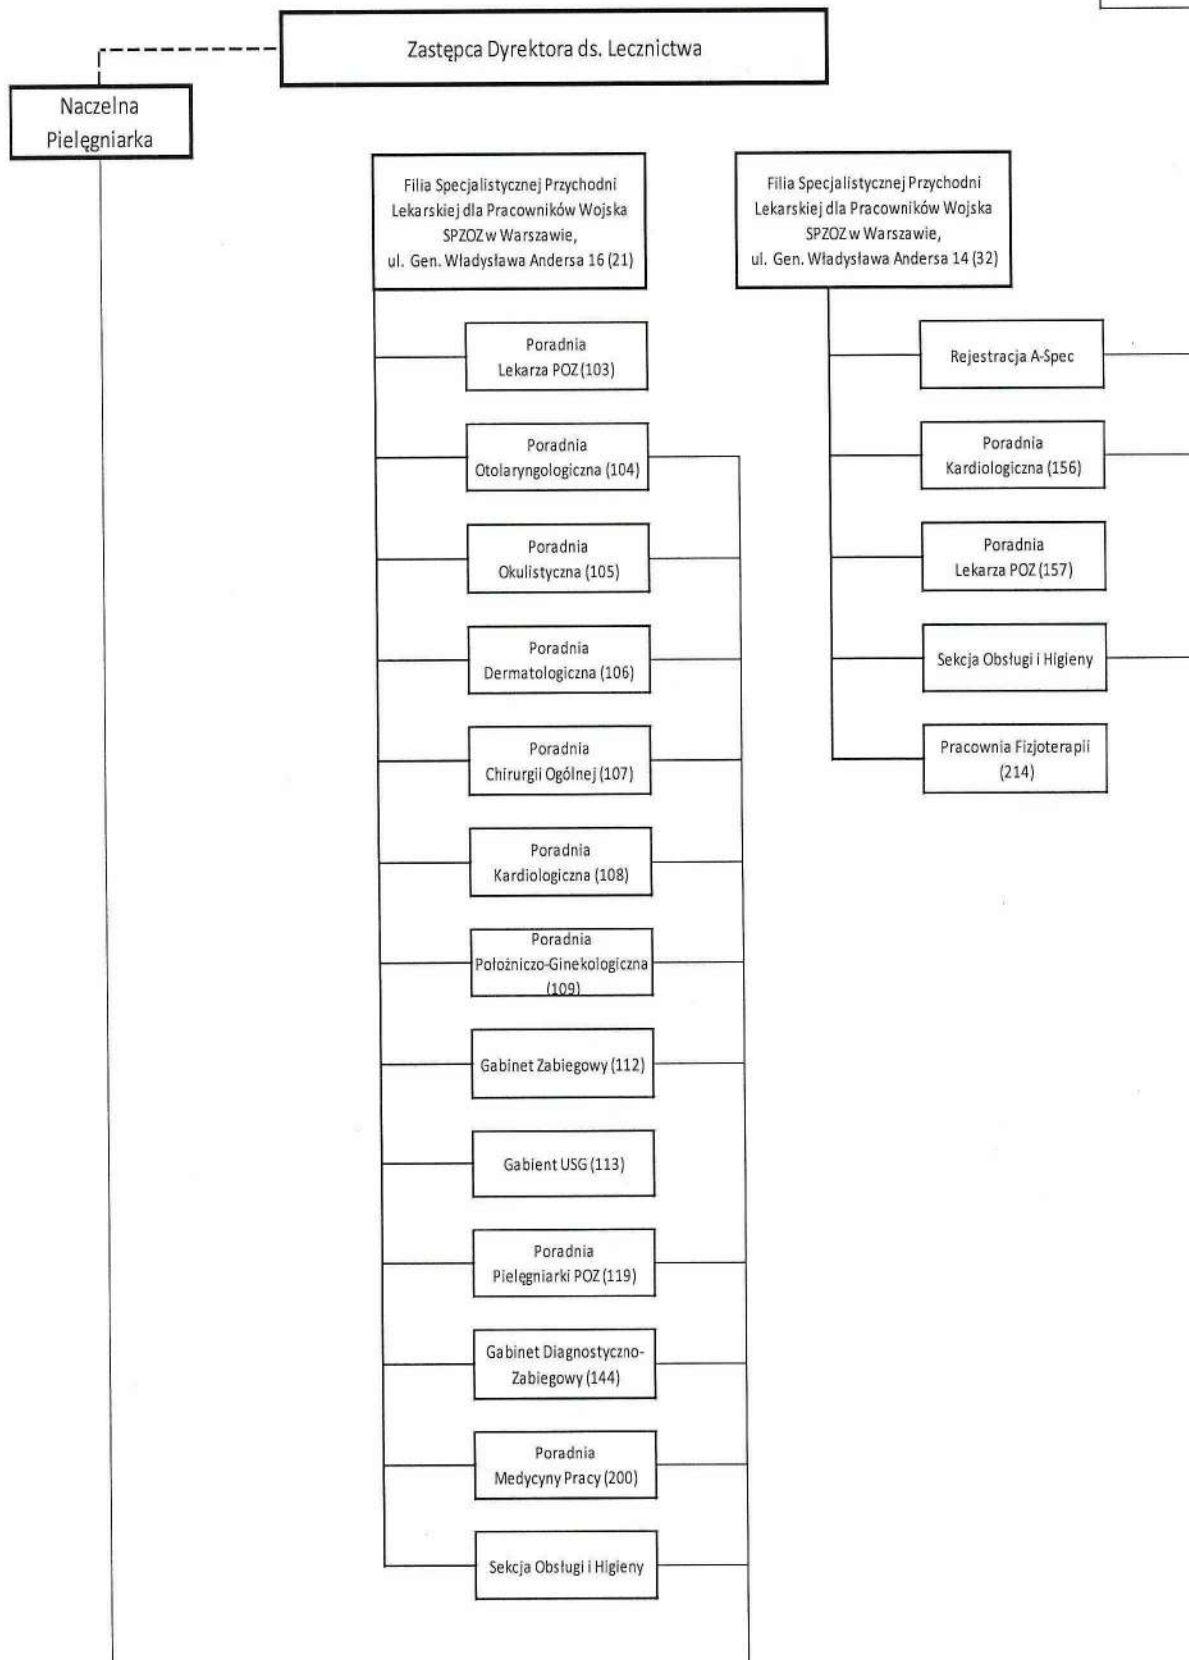 Zastępca Dyrektora ds. Lecznictwa
Naczelna
Pielęgniarka
Filia Specjalistycznej Przychodni
Lekarskiej dla Pracowników Wojska
SPZOZ w Warszawie,
ul. Gen. Władysława Andersa 16 (21)
Poradnia
Lekarza POZ (103)
Poradnia
Otolaryngologiczna (104)
Poradnia
Okulistyczna (105)
Poradnia
Dermatologiczna (106)
Poradnia
Chirurgii Ogólnej (107)
Poradnia
Kardiologiczna (108)
Poradnia
Położniczo-Ginekologiczna
(109)
Gabinet Zabiegowy (112)
Gabient USG (113)
Poradnia
Pielęgniarki POZ (119)
Gabinet Diagnostyczno-
Zabiegowy (144)
Poradnia
Medycyny Pracy (200)
Sekcja Obsługi i Higieny
Filia Specjalistycznej Przychodni
Lekarskiej dla Pracowników Wojska
SPZOZ w Warszawie,
ul. Gen. Władysława Andersa 14 (32)
Rejestracja A-Spec
Poradnia
Kardiologiczna (156)
Poradnia
Lekarza POZ (157)
Sekcja Obsługi i Higieny
Pracownia Fizjoterapii
(214)